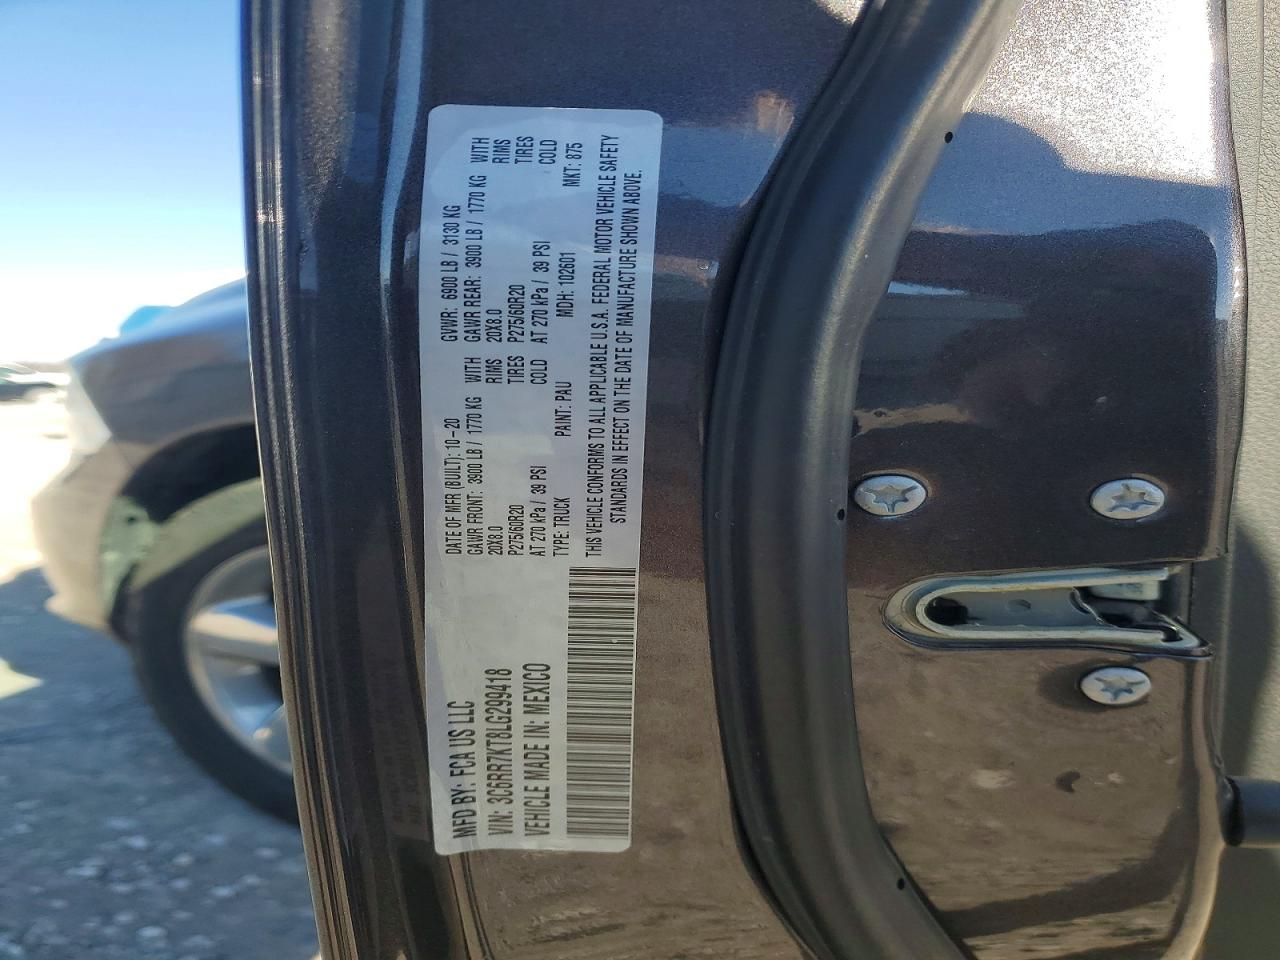 MFD BY: FCA US LLC
VIN: 3C6RR7KT8LG299418
VEHICLE MADE IN: MEXICO
DATE OF MFR (BUILT): 10-20 GVWR: 6900 LB / 3130 KG
GAWR FRONT: 3900 LB / 1770 KG WITH GAWR REAR: 3900 LB / 1770 KG WITH
20X8.0 RIMS 20X8.0 RIMS
P275/60R20 TIRES P275/60R20 TIRES
AT 270 kPa / 39 PSI COLD AT 270 kPa / 39 PSI COLD
TYPE: TRUCK PAINT: PAU MDH: 102601 MKT: 875
THIS VEHICLE CONFORMS TO ALL APPLICABLE U.S.A. FEDERAL MOTOR VEHICLE SAFETY
STANDARDS IN EFFECT ON THE DATE OF MANUFACTURE SHOWN ABOVE.